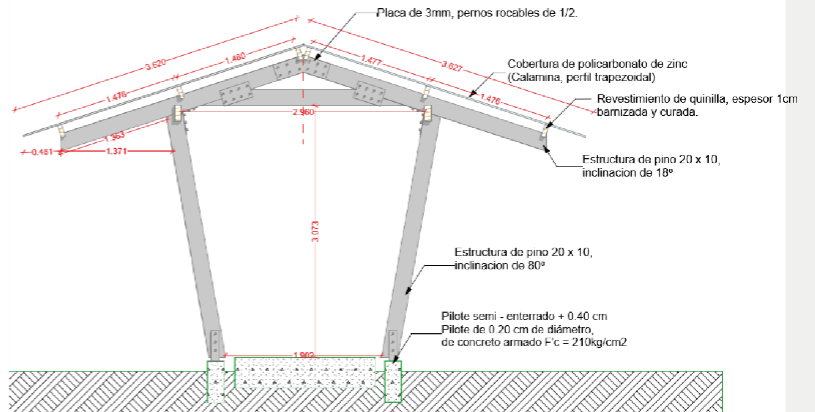 Placa de 3mm, pernos rocables de 1/2.
3.620
1.460
1.477
3.627
Cobertura de policarbonato de zinc
(Calamina, perfil trapezoidal)
1.476
1.476
Revestimiento de quinilla, espesor 1cm
barnizada y curada.
2.960
1.363
0.481
1.371
Estructura de pino 20 x 10,
inclinacion de 18º
3.073
Estructura de pino 20 x 10,
inclinacion de 80º
Pilote semi - enterrado + 0.40 cm
Pilote de 0.20 cm de diámetro,
de concreto armado F'c = 210kg/cm2
1.902